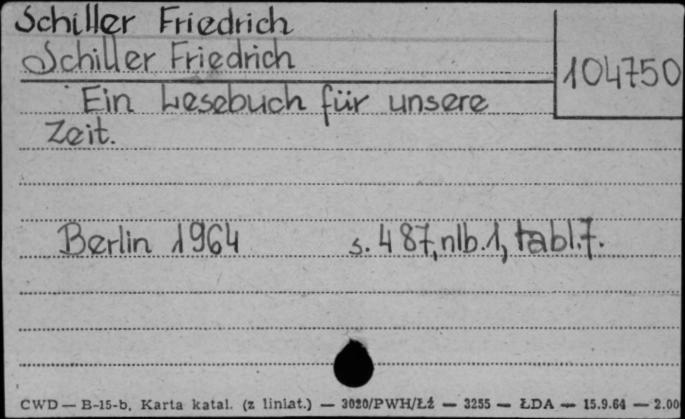 Schiller Friedrich
Schiller Friedrich
104750
Ein Lesebuch für unsere
Zeit.
Berlin 1964 s. 487, nlb. 1, tabl. 7.
CWD — B-15-b. Karta katal. (z liniat.) — 3020/PWH/Łż — 3255 — ŁDA — 15.9.64 — 2.00